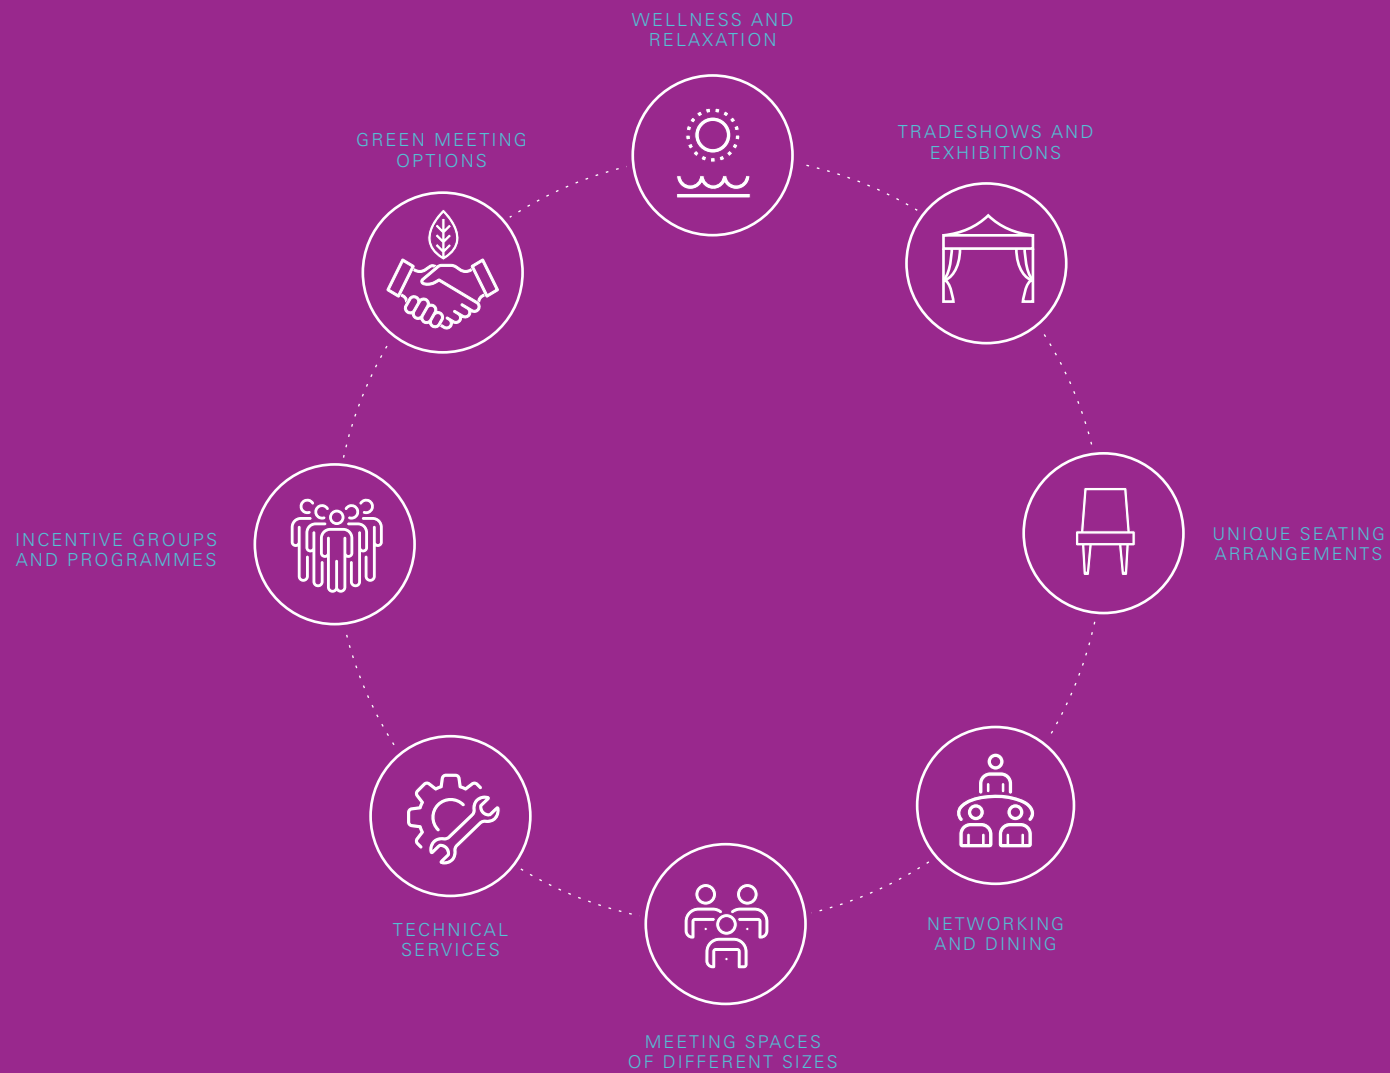 WELLNESS AND
RELAXATION
TRADESHOWS AND
EXHIBITIONS
GREEN MEETING
OPTIONS
UNIQUE SEATING
ARRANGEMENTS
INCENTIVE GROUPS
AND PROGRAMMES
NETWORKING
AND DINING
TECHNICAL
SERVICES
MEETING SPACES
OF DIFFERENT SIZES